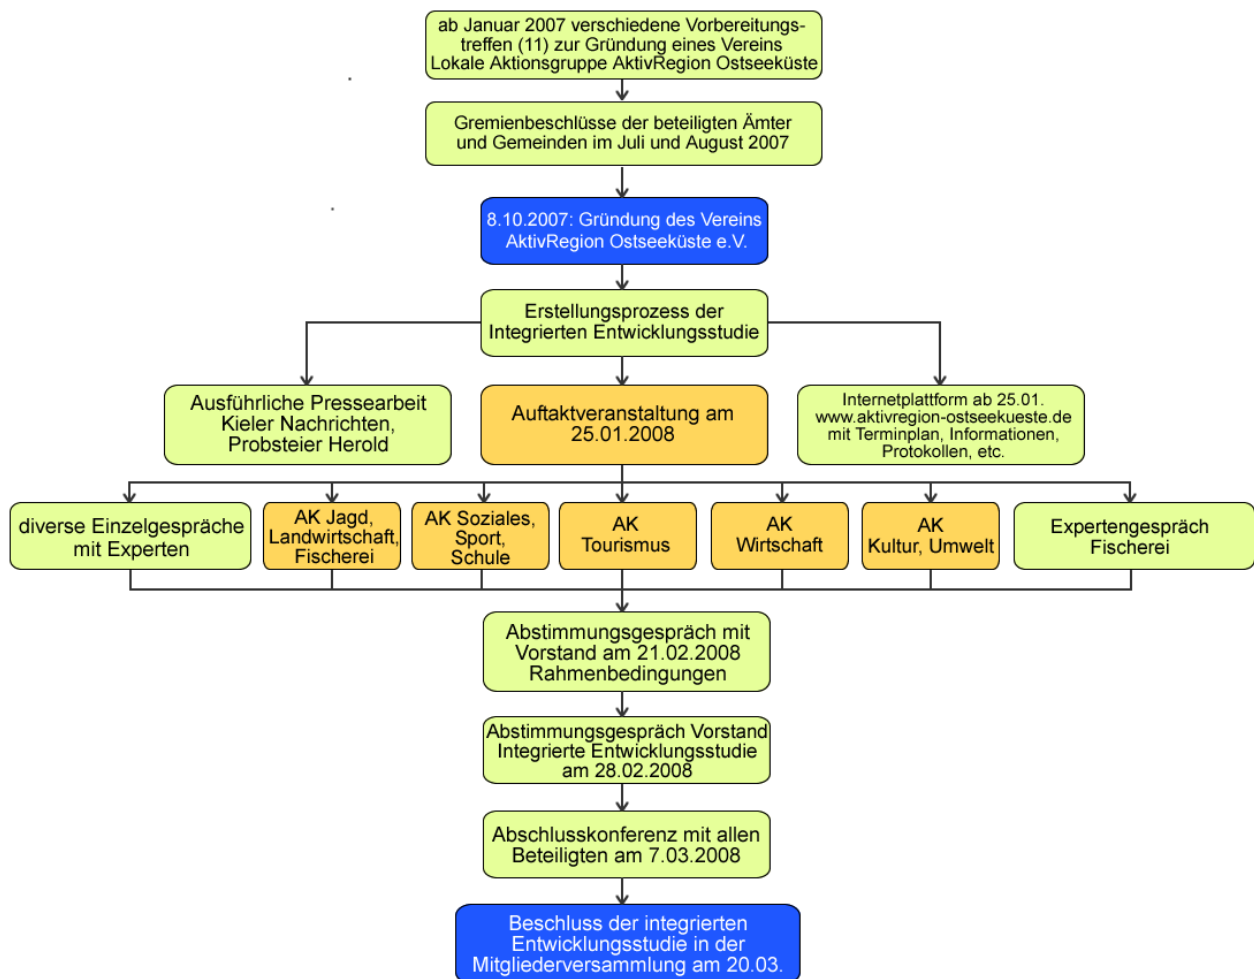 ab Januar 2007 verschiedene Vorbereitungs-
treffen (11) zur Gründung eines Vereins
Lokale Aktionsgruppe AktivRegion Ostseeküste
Gremienbeschlüsse der beteiligten Ämter
und Gemeinden im Juli und August 2007
8.10.2007: Gründung des Vereins
AktivRegion Ostseeküste e.V.
Erstellungsprozess der
Integrierten Entwicklungsstudie
Ausführliche Pressearbeit
Kieler Nachrichten,
Probsteier Herold
Auftaktveranstaltung am
25.01.2008
Internetplattform ab 25.01.
www.aktivregion-ostseekueste.de
mit Terminplan, Informationen,
Protokollen, etc.
diverse Einzelgespräche
mit Experten
AK Jagd,
Landwirtschaft,
Fischerei
AK Soziales,
Sport,
Schule
AK
Tourismus
AK
Wirtschaft
AK
Kultur, Umwelt
Expertengespräch
Fischerei
Abstimmungsgespräch mit
Vorstand am 21.02.2008
Rahmenbedingungen
Abstimmungsgespräch Vorstand
Integrierte Entwicklungsstudie
am 28.02.2008
Abschlusskonferenz mit allen
Beteiligten am 7.03.2008
Beschluss der integrierten
Entwicklungsstudie in der
Mitgliederversammlung am 20.03.